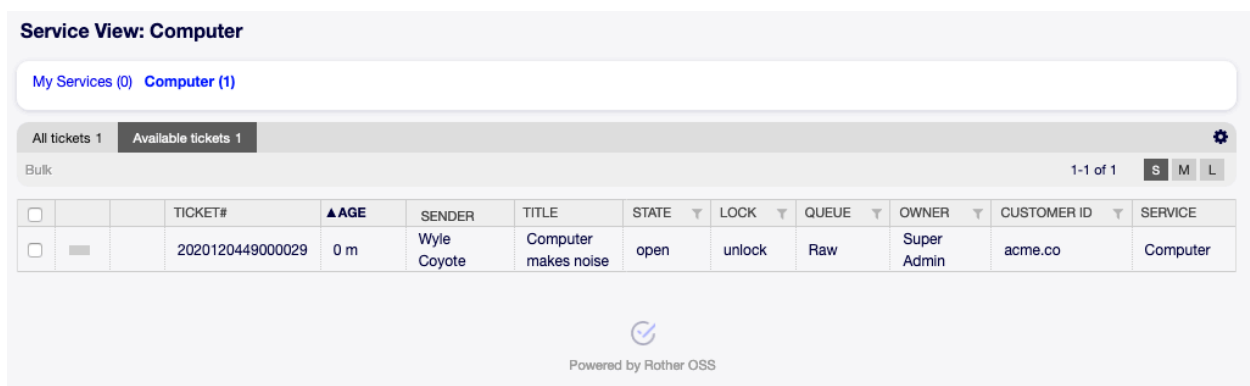 Service View: Computer
My Services (0) Computer (1)
All tickets 1 Available tickets 1
Bulk 1-1 of 1 S M L
TICKET# ▲AGE SENDER TITLE STATE LOCK QUEUE OWNER CUSTOMER ID SERVICE
2020120449000029 0 m Wyle Coyote Computer makes noise open unlock Raw Super Admin acme.co Computer
Powered by Rother OSS